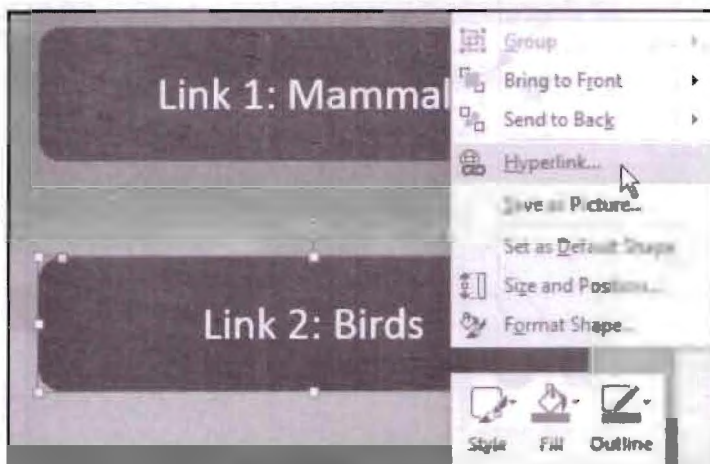 Link 1: Mammal
Link 2: Birds
Group
Bring to Front
Send to Back
Hyperlink...
Save as Picture...
Set as Default Shape
Size and Position...
Format Shape...
Style
Fill
Outline